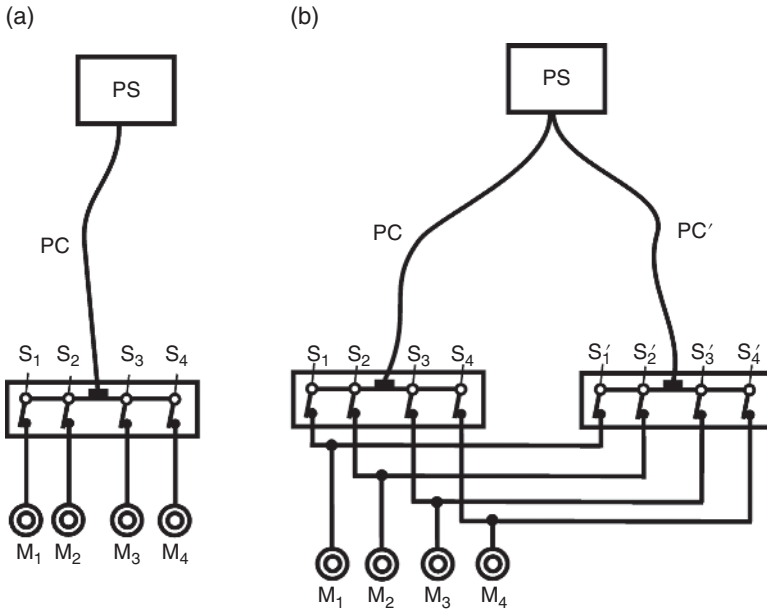 (a)
(b)
PS
PS
PC
PC
PC′
S₁ S₂ S₃ S₄
S₁ S₂ S₃ S₄
S₁′ S₂′ S₃′ S₄′
M₁ M₂ M₃ M₄
M₁ M₂ M₃ M₄